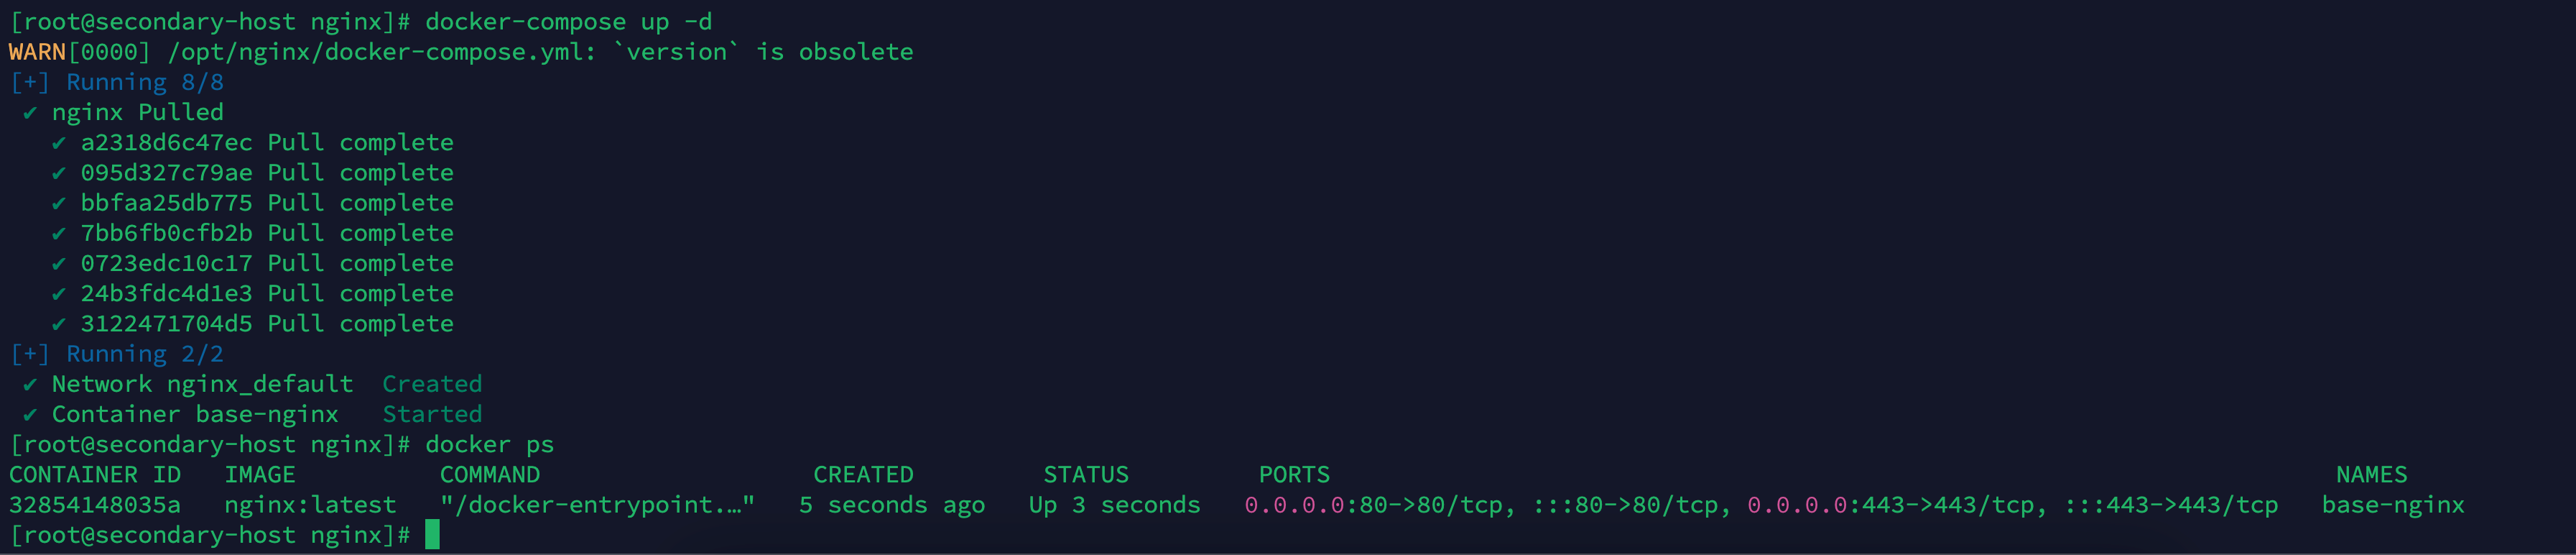 [root@secondary-host nginx]# docker-compose up -d
WARN[0000] /opt/nginx/docker-compose.yml: `version` is obsolete
[+] Running 8/8
 ✔ nginx Pulled
   ✔ a2318d6c47ec Pull complete
   ✔ 095d327c79ae Pull complete
   ✔ bbfaa25db775 Pull complete
   ✔ 7bb6fb0cfb2b Pull complete
   ✔ 0723edc10c17 Pull complete
   ✔ 24b3fdc4d1e3 Pull complete
   ✔ 3122471704d5 Pull complete
[+] Running 2/2
 ✔ Network nginx_default  Created
 ✔ Container base-nginx   Started
[root@secondary-host nginx]# docker ps
CONTAINER ID   IMAGE          COMMAND                   CREATED         STATUS         PORTS                                                                      NAMES
32854148035a   nginx:latest   "/docker-entrypoint.…"   5 seconds ago   Up 3 seconds   0.0.0.0:80->80/tcp, :::80->80/tcp, 0.0.0.0:443->443/tcp, :::443->443/tcp   base-nginx
[root@secondary-host nginx]#